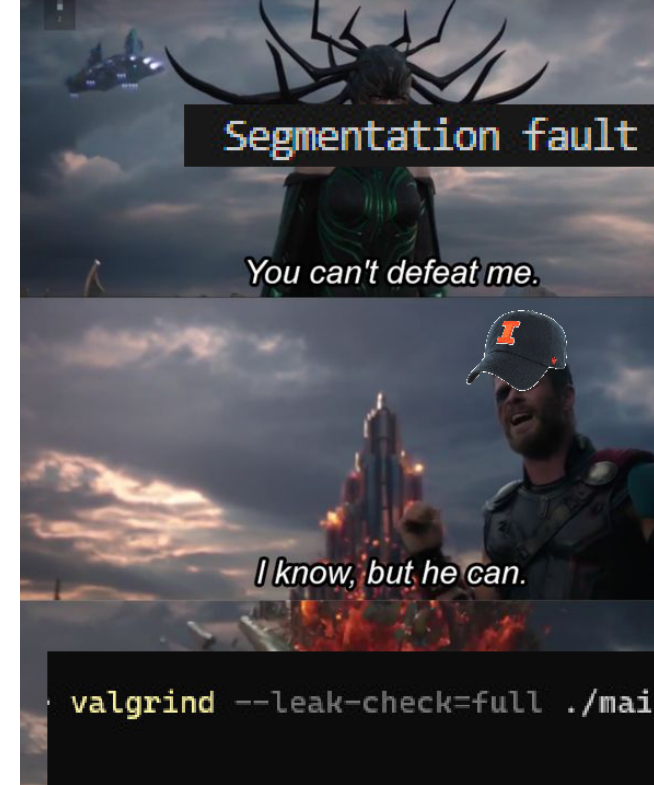 Segmentation fault
You can't defeat me.
I
I know, but he can.
valgrind --leak-check=full ./mai